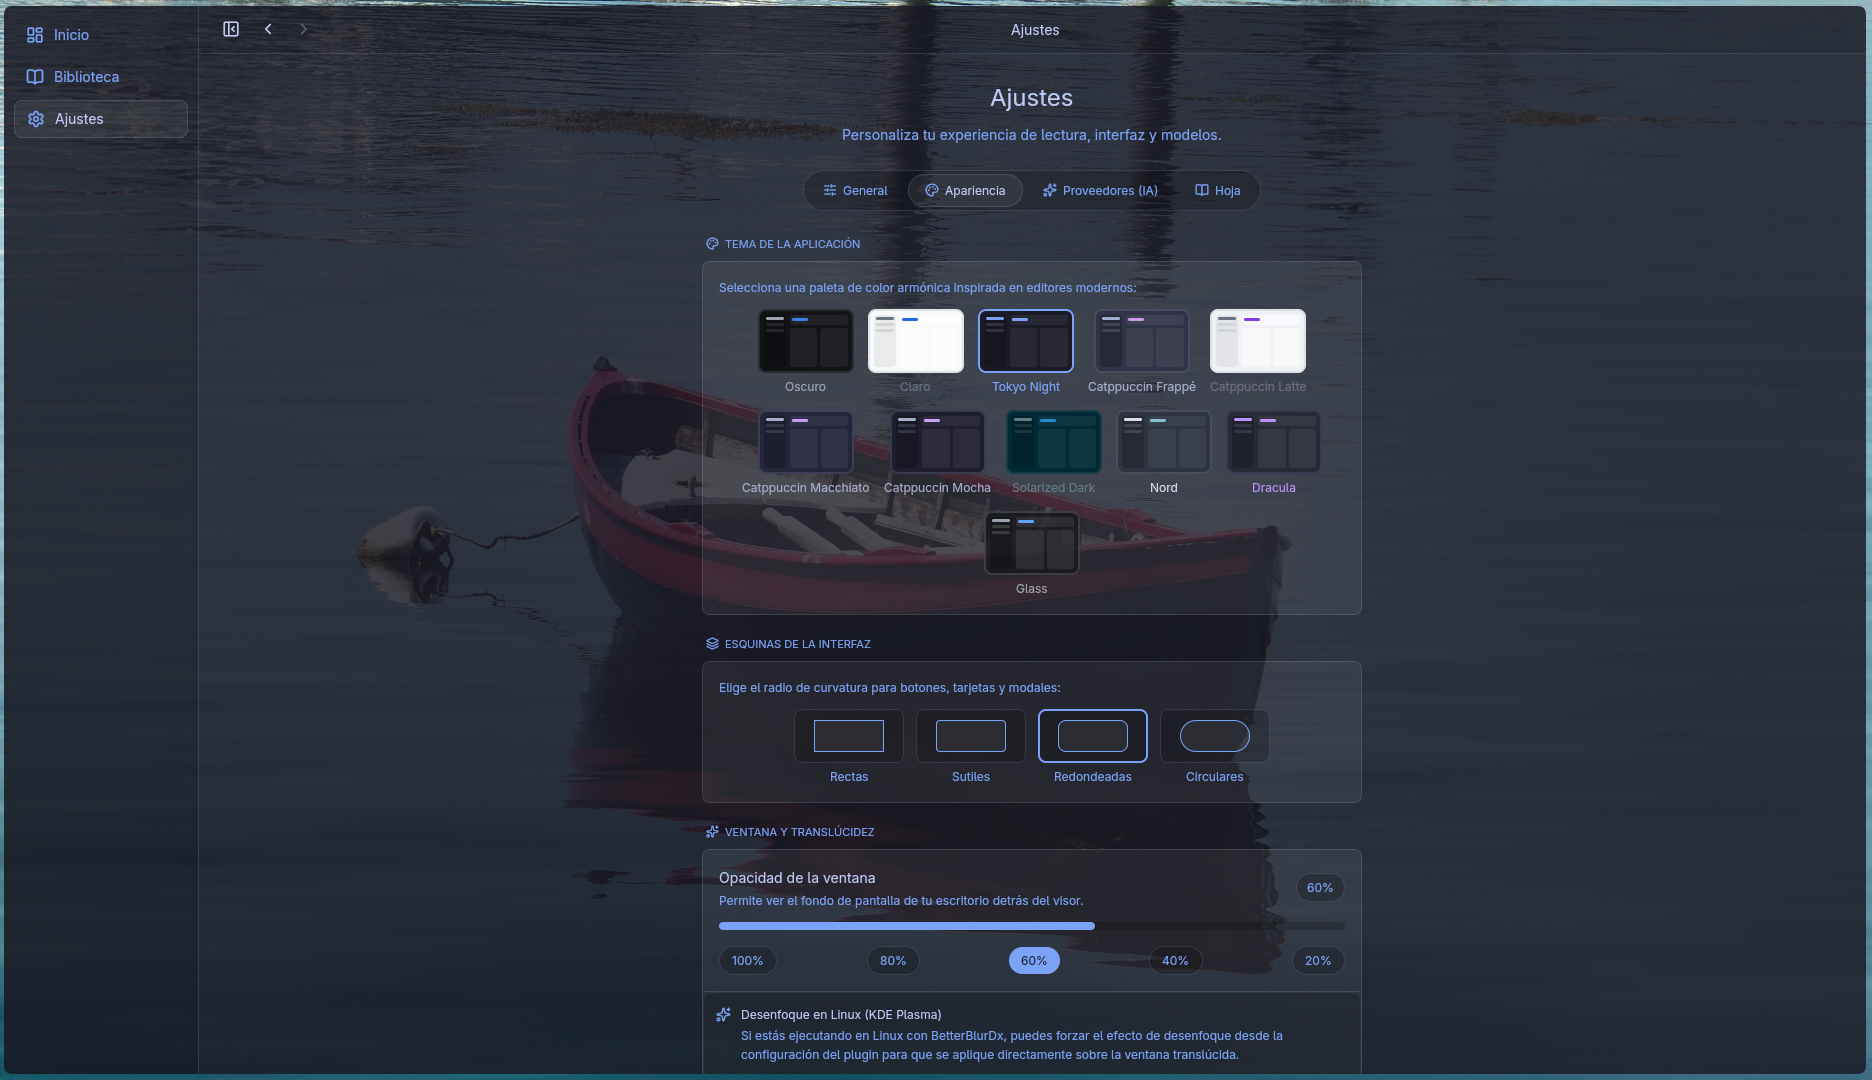 Inicio
Biblioteca
Ajustes
Ajustes
Ajustes
Personaliza tu experiencia de lectura, interfaz y modelos.
General
Apariencia
Proveedores (IA)
Hoja
TEMA DE LA APLICACIÓN
Selecciona una paleta de color armónica inspirada en editores modernos:
Oscuro
Claro
Tokyo Night
Catppuccin Frappé
Catppuccin Latte
Catppuccin Macchiato
Catppuccin Mocha
Solarized Dark
Nord
Dracula
Glass
ESQUINAS DE LA INTERFAZ
Elige el radio de curvatura para botones, tarjetas y modales:
Rectas
Sutiles
Redondeadas
Circulares
VENTANA Y TRANSLÚCIDEZ
Opacidad de la ventana
60%
Permite ver el fondo de pantalla de tu escritorio detrás del visor.
100%
80%
60%
40%
20%
Desenfoque en Linux (KDE Plasma)
Si estás ejecutando en Linux con BetterBlurDx, puedes forzar el efecto de desenfoque desde la
configuración del plugin para que se aplique directamente sobre la ventana translúcida.